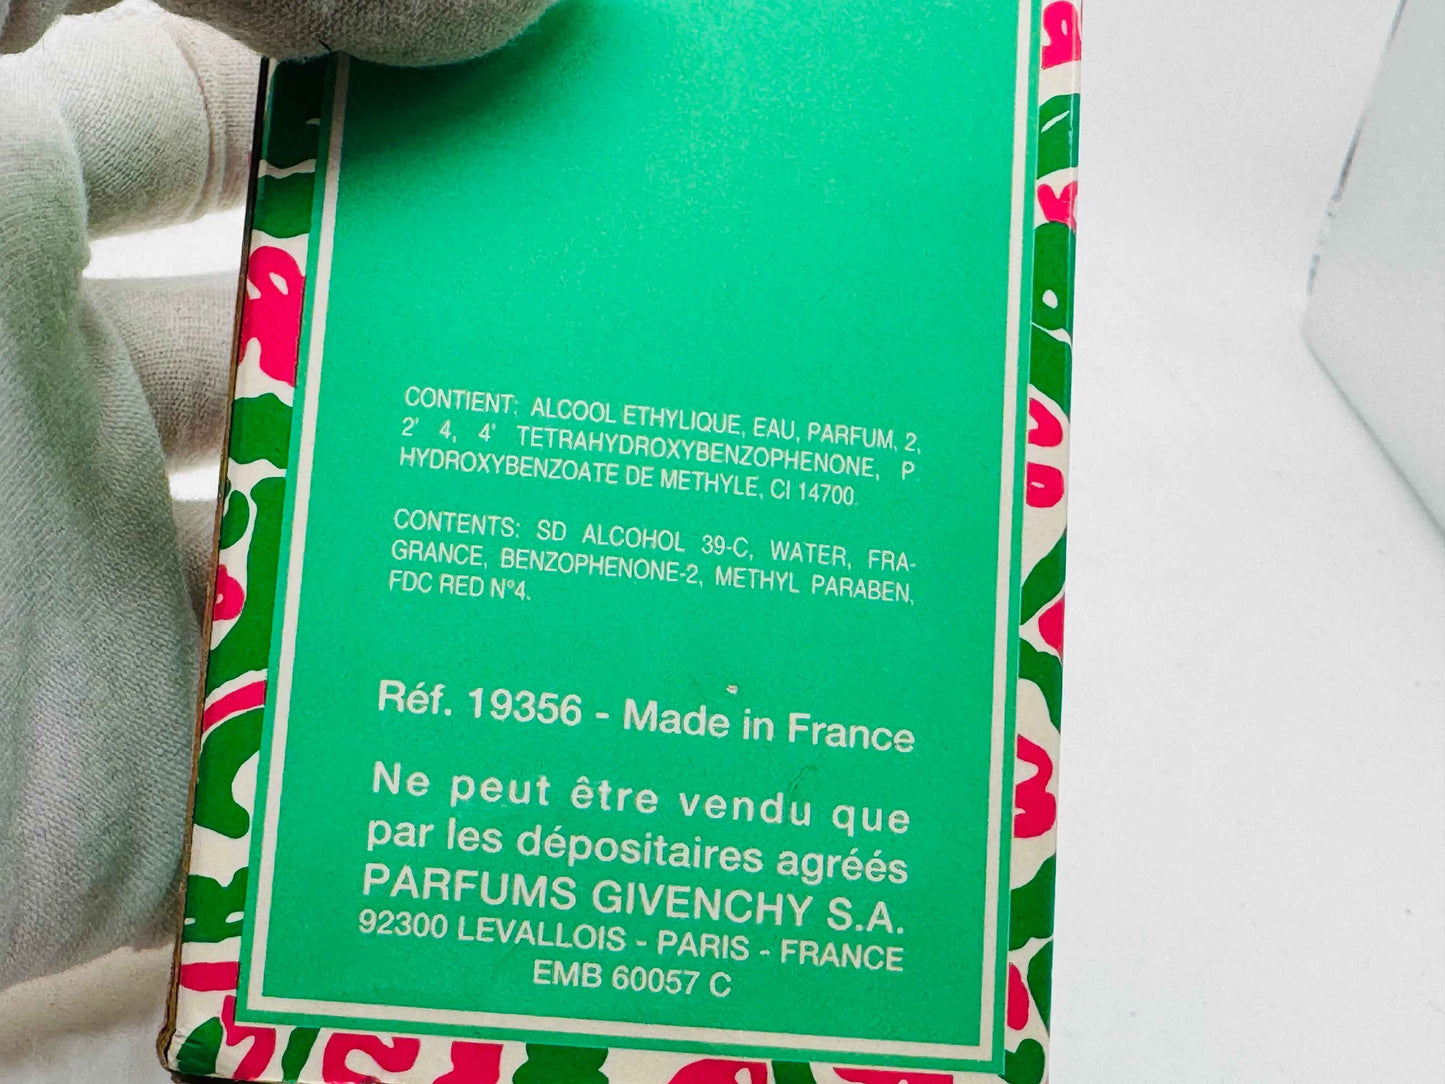 CONTIENT: ALCOOL ETHYLIQUE, EAU, PARFUM, 2,
2' 4, 4' TETRAHYDROXYBENZOPHENONE, P.
HYDROXYBENZOATE DE METHYLE, CI 14700.
CONTENTS: SD ALCOHOL 39-C, WATER, FRA-
GRANCE, BENZOPHENONE-2, METHYL PARABEN,
FDC RED N°4.
Réf. 19356 - Made in France
Ne peut être vendu que
par les dépositaires agréés
PARFUMS GIVENCHY S.A.
92300 LEVALLOIS - PARIS - FRANCE
EMB 60057 C